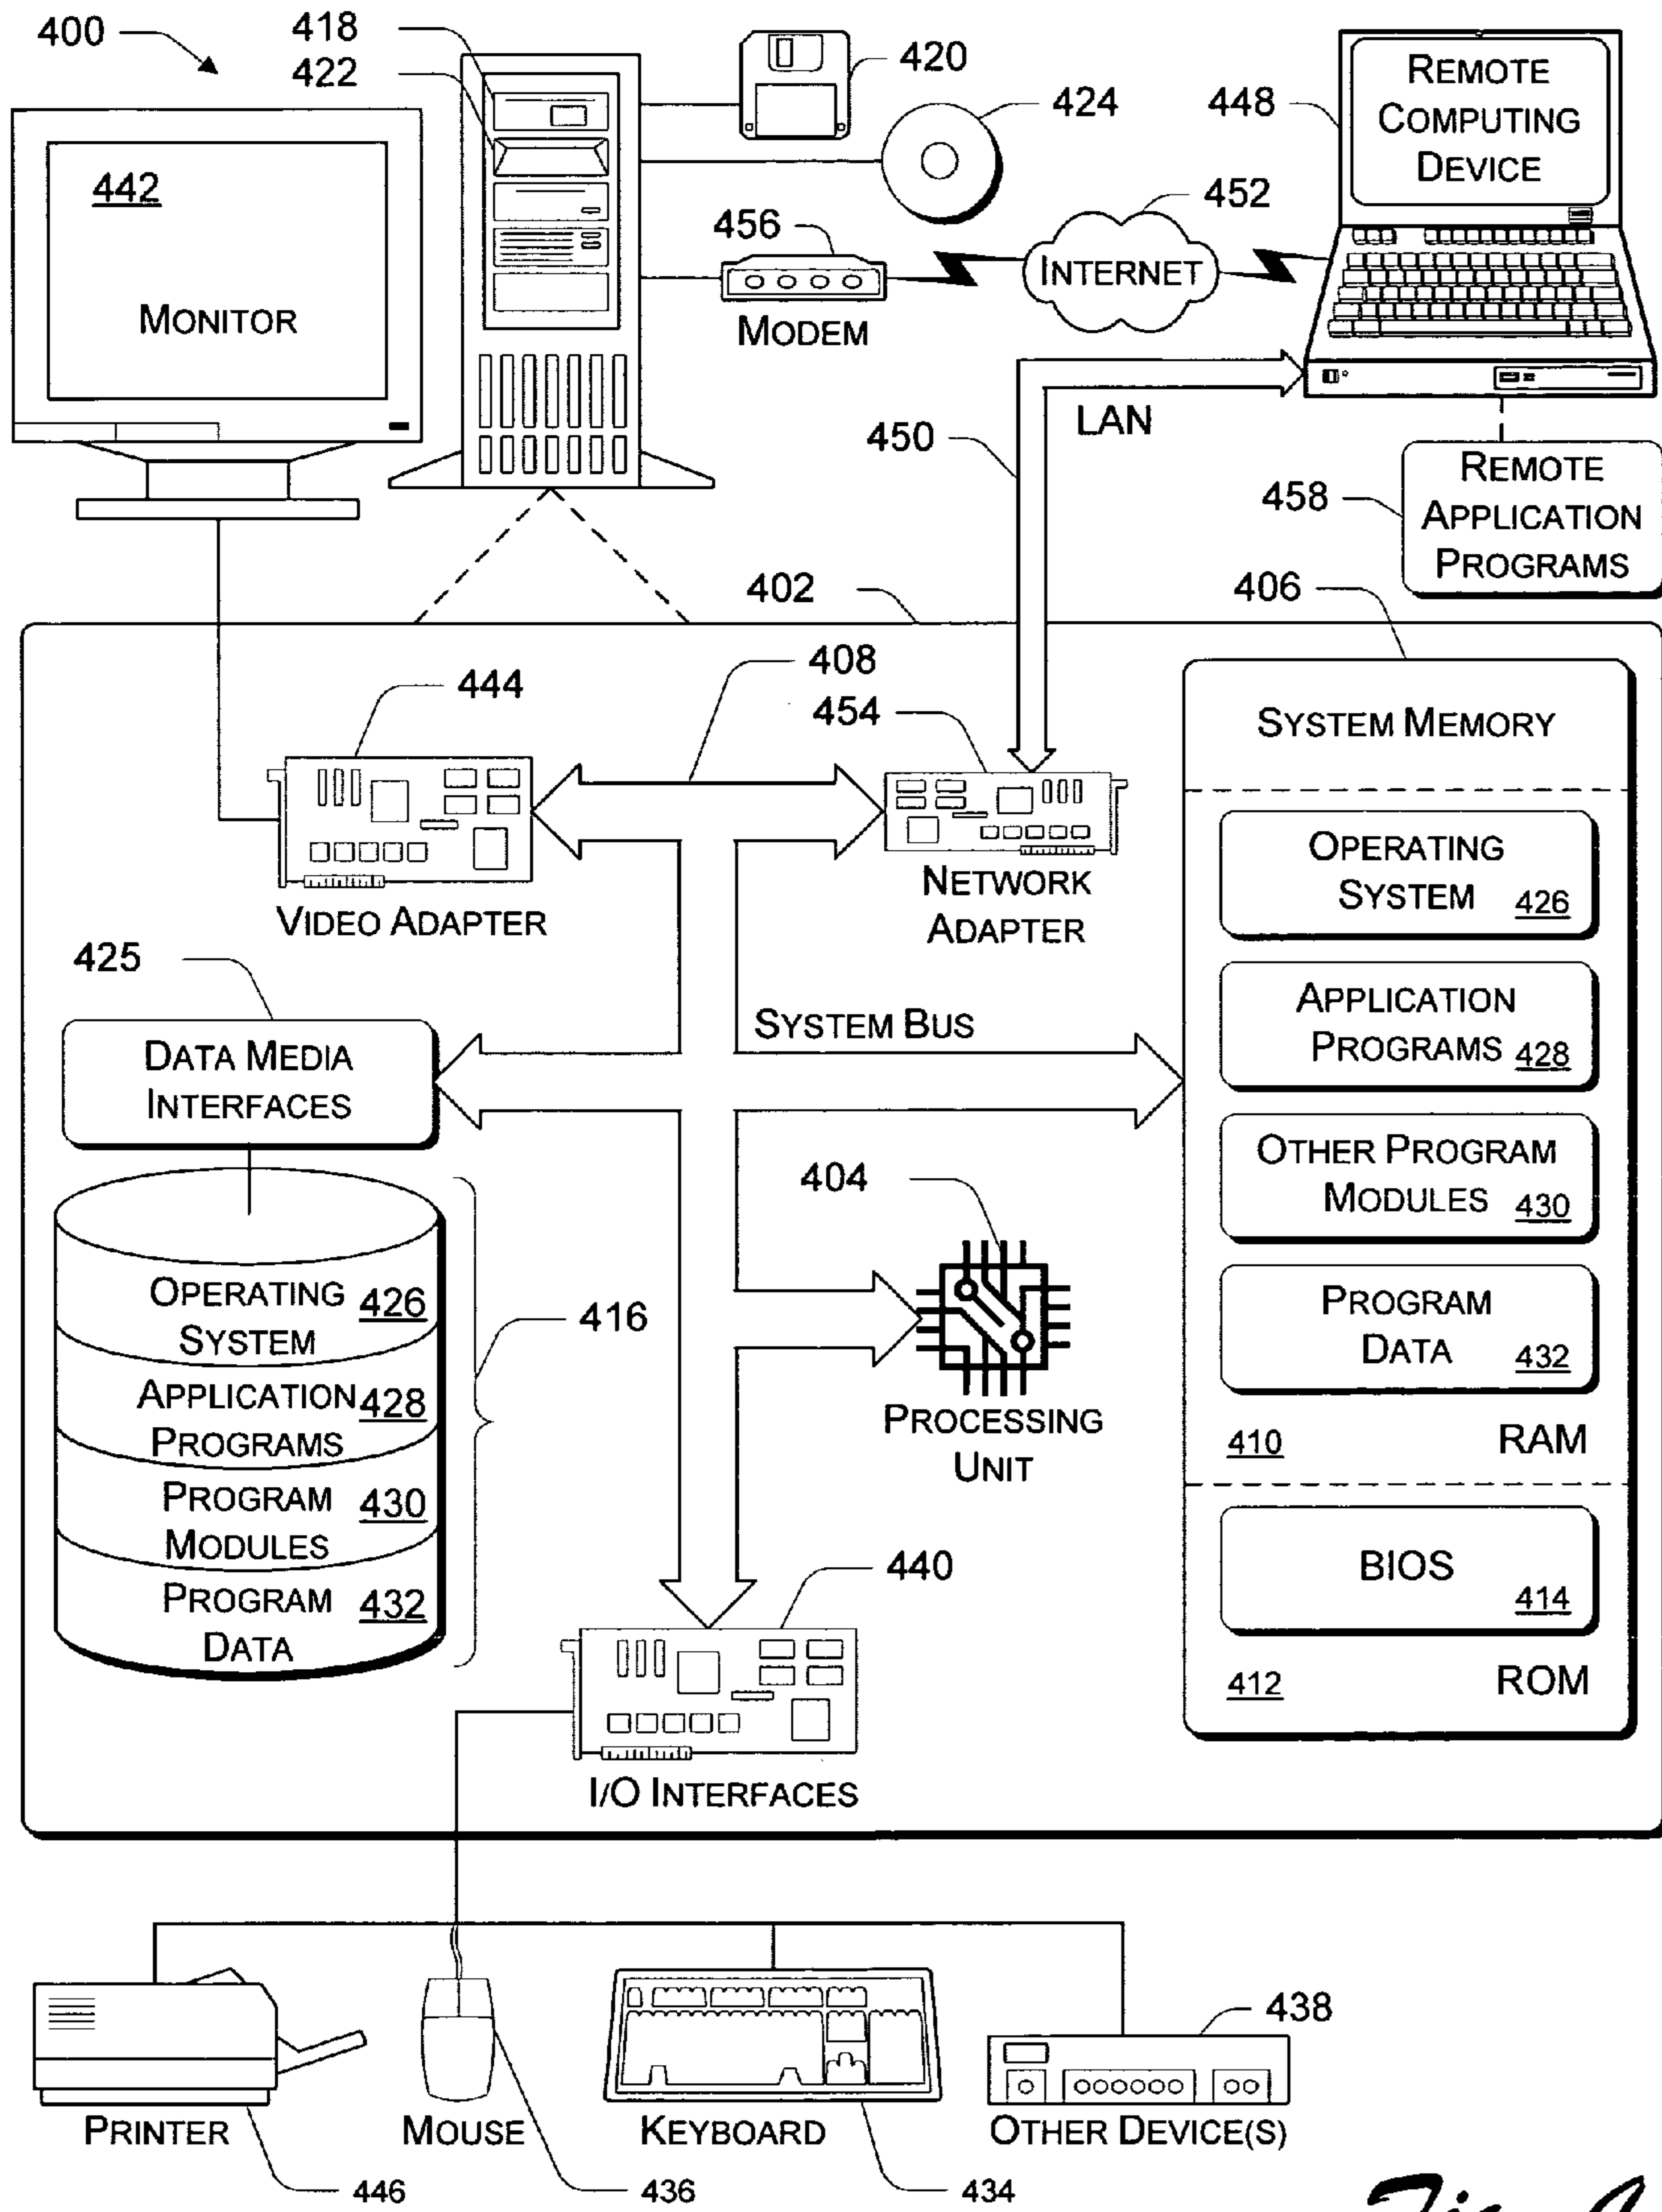 400
418
422
420
424
448
REMOTE
COMPUTING
DEVICE
442
MONITOR
456
MODEM
452
INTERNET
LAN
450
458
REMOTE
APPLICATION
PROGRAMS
402
406
408
444
454
VIDEO ADAPTER
NETWORK
ADAPTER
SYSTEM MEMORY
OPERATING
SYSTEM 426
APPLICATION
PROGRAMS 428
OTHER PROGRAM
MODULES 430
PROGRAM
DATA 432
410 RAM
BIOS
414
412 ROM
425
DATA MEDIA
INTERFACES
SYSTEM BUS
OPERATING 426
SYSTEM
APPLICATION 428
PROGRAMS
PROGRAM 430
MODULES
PROGRAM 432
DATA
416
404
PROCESSING
UNIT
440
I/O INTERFACES
PRINTER
446
MOUSE
436
KEYBOARD
434
438
OTHER DEVICE(S)